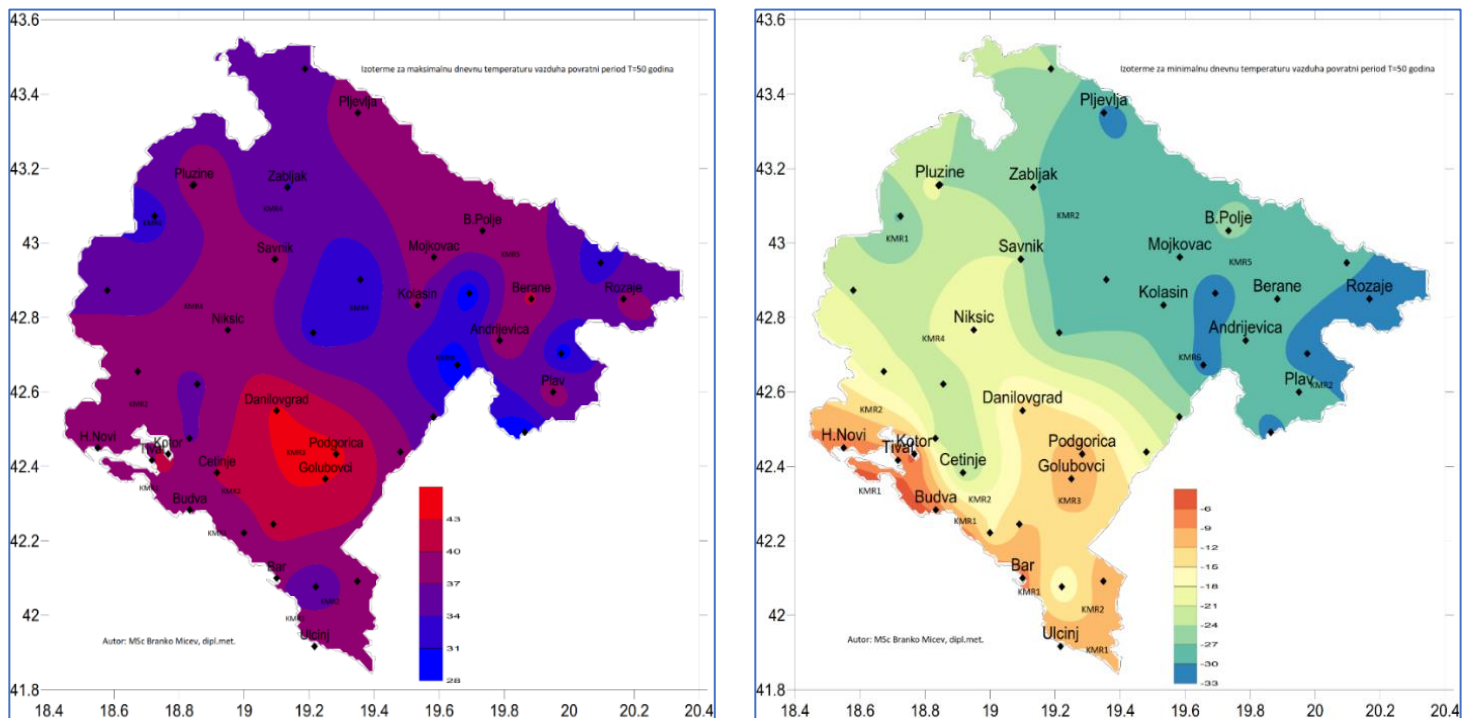 43.6
Izoterme za maksimalnu dnevnu temperaturu vazduha povratni period T=50 godina
43.4
Pljevlja
43.2
Pluzine
Zabljak
KMR4
KMR4
B.Polje
43
Savnik
Mojkovac
KMR5
KMR4
KMR4
Kolasin
Berane
Rozaje
42.8
Niksic
Andrijevica
Plav
42.6
KMR2
Danilovgrad
H.Novi
Kotor
Tivat
KMR3
Podgorica
42.4
Cetinje
Golubovci
KMR2
Budva
42.2
Bar
KMR2
42
Ulcinj
Autor: MSc Branko Micev, dipl.met.
41.8
43
40
37
34
31
28
18.4 18.6 18.8 19 19.2 19.4 19.6 19.8 20 20.2 20.4
43.6
Izoterme za minimalnu dnevnu temperaturu vazduha povratni period T=50 godina
43.4
Pljevlja
43.2
Pluzine
Zabljak
KMR2
B.Polje
KMR1
43
Savnik
Mojkovac
KMR5
Kolasin
Berane
Rozaje
42.8
Niksic
KMR4
Andrijevica
KMR6
Plav
KMR2
42.6
KMR2
Danilovgrad
H.Novi
Kotor
Tivat
Podgorica
42.4
Cetinje
Golubovci
KMR1
Budva
KMR2
KMR3
KMR1
42.2
Bar
KMR1
KMR2
42
Ulcinj
KMR1
Autor: MSc Branko Micev, dipl.met.
41.8
-6
-9
-12
-15
-18
-21
-24
-27
-30
-33
18.4 18.6 18.8 19 19.2 19.4 19.6 19.8 20 20.2 20.4